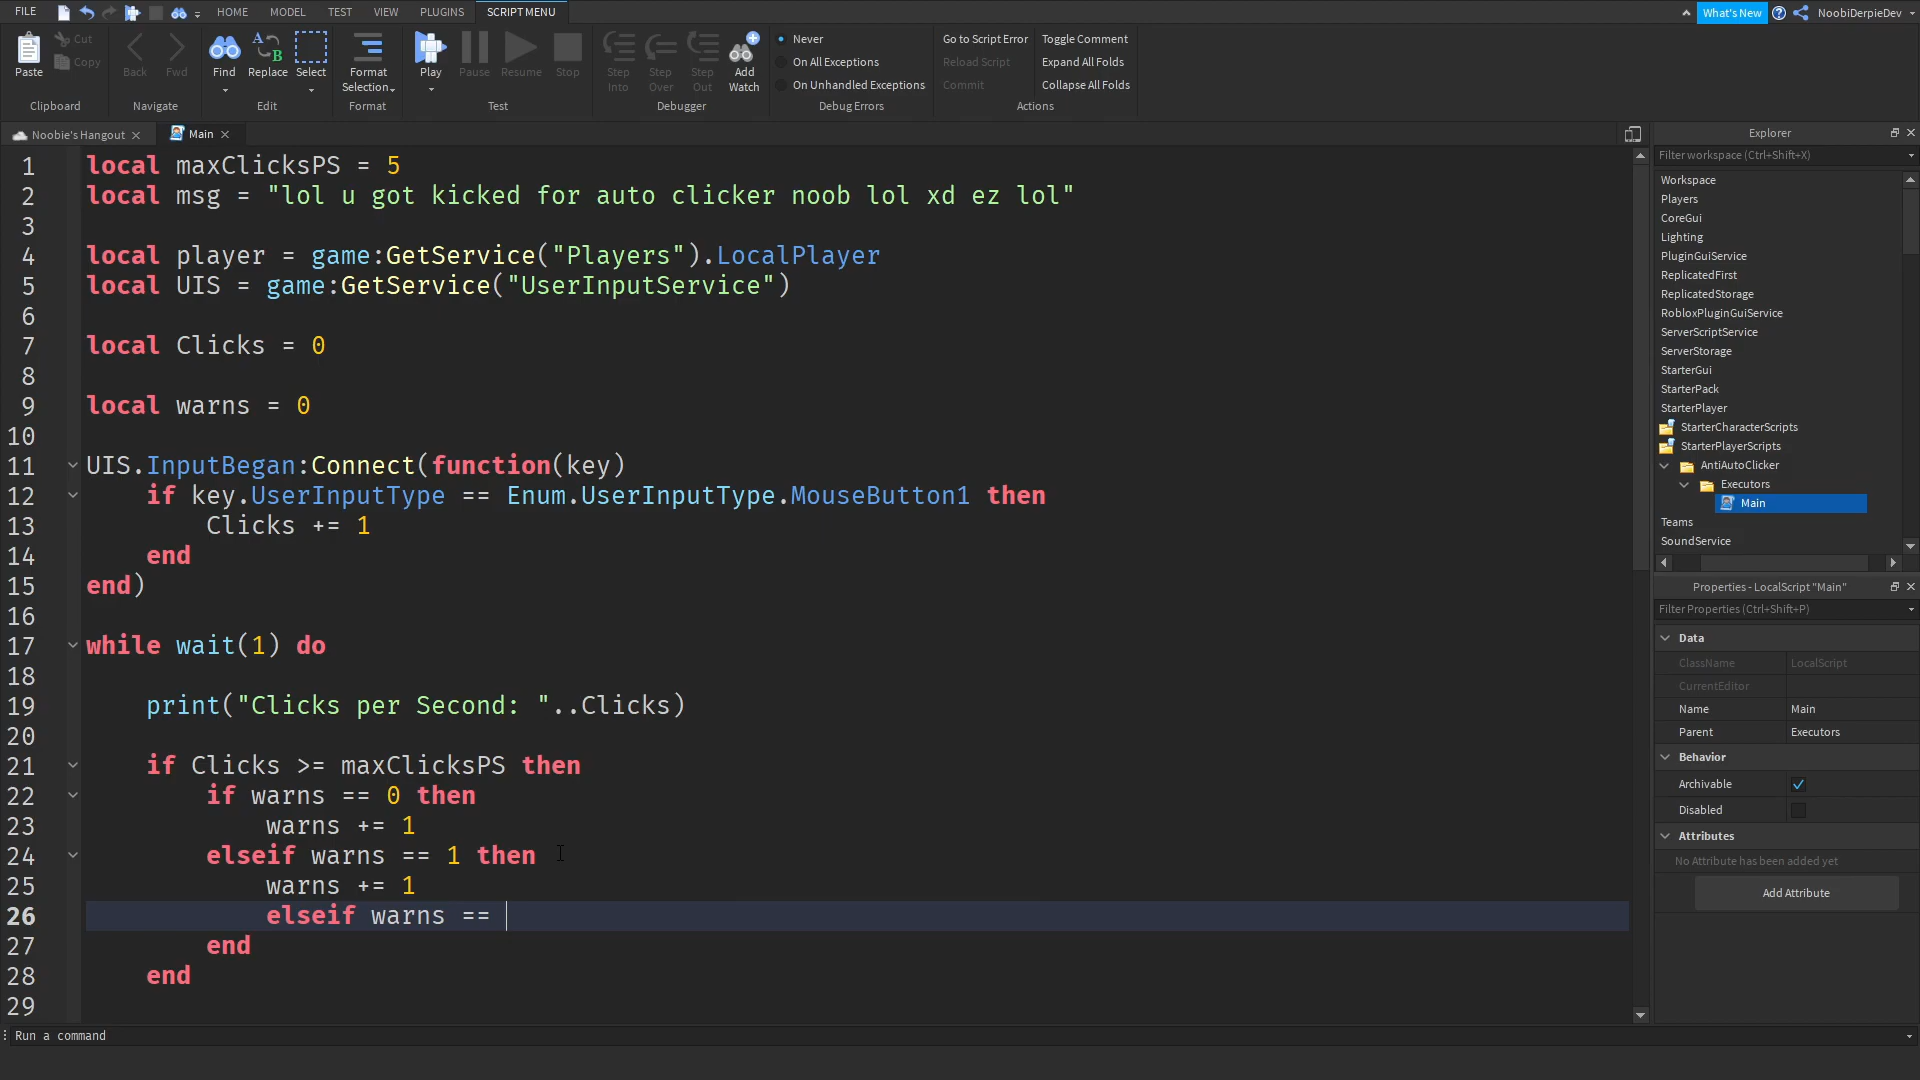 FILE HOME MODEL TEST VIEW PLUGINS SCRIPT MENU What's New NoobiDerpieDev
Paste Cut Copy Clipboard
Back Fwd Navigate
Find Replace Select Edit
Format Selection Format
Play Pause Resume Stop Test
Step Into Step Over Step Out Add Watch Debugger
Never
On All Exceptions
On Unhandled Exceptions
Debug Errors
Go to Script Error Toggle Comment
Reload Script Expand All Folds
Commit Collapse All Folds
Actions
Noobie's Hangout Main
1 local maxClicksPS = 5
2 local msg = "lol u got kicked for auto clicker noob lol xd ez lol"
3
4 local player = game:GetService("Players").LocalPlayer
5 local UIS = game:GetService("UserInputService")
6
7 local Clicks = 0
8
9 local warns = 0
10
11 UIS.InputBegan:Connect(function(key)
12 if key.UserInputType == Enum.UserInputType.MouseButton1 then
13 Clicks += 1
14 end
15 end)
16
17 while wait(1) do
18
19 print("Clicks per Second: "..Clicks)
20
21 if Clicks >= maxClicksPS then
22 if warns == 0 then
23 warns += 1
24 elseif warns == 1 then
25 warns += 1
26 elseif warns ==
27 end
28 end
29
Run a command
Explorer
Filter workspace (Ctrl+Shift+X)
Workspace
Players
CoreGui
Lighting
PluginGuiService
ReplicatedFirst
ReplicatedStorage
RobloxPluginGuiService
ServerScriptService
ServerStorage
StarterGui
StarterPack
StarterPlayer
StarterCharacterScripts
StarterPlayerScripts
AntiAutoClicker
Executors
Main
Teams
SoundService
Properties - LocalScript "Main"
Filter Properties (Ctrl+Shift+P)
Data
ClassName LocalScript
CurrentEditor
Name Main
Parent Executors
Behavior
Archivable
Disabled
Attributes
No Attribute has been added yet
Add Attribute